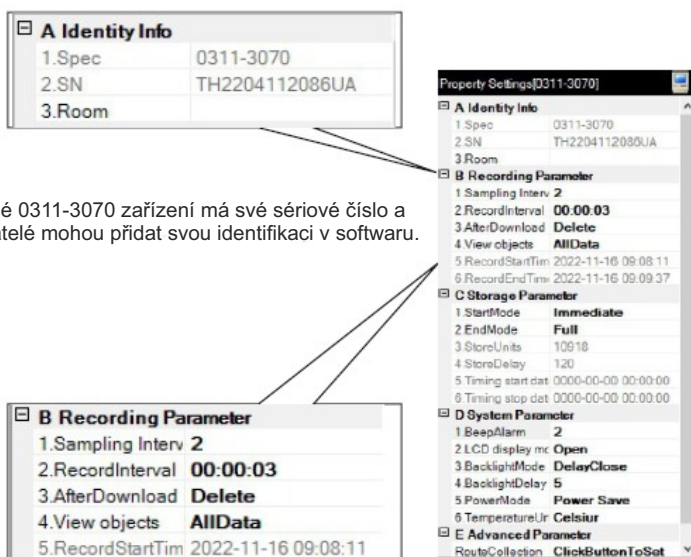 A Identity Info
1.Spec 0311-3070
2.SN TH2204112086UA
3.Room
é 0311-3070 zařízení má své sériové číslo a
atelé mohou přidat svou identifikaci v softwaru.
B Recording Parameter
1.Sampling Interv 2
2.RecordInterval 00:00:03
3.AfterDownload Delete
4.View objects AllData
5.RecordStartTim 2022-11-16 09:08:11
Property Settings[0311-3070]
A Identity Info
1.Spec 0311-3070
2.SN TH2204112086UA
3.Room
B Recording Parameter
1.Sampling Interv 2
2.RecordInterval 00:00:03
3.AfterDownload Delete
4.View objects AllData
5.RecordStartTim 2022-11-16 09:08:11
6.RecordEndTime 2022-11-16 09:09:37
C Storage Parameter
1.StartMode Immediate
2.EndMode Full
3.StoreUnits 10918
4.StoreDelay 120
5.Timing start dat 0000-00-00 00:00:00
6.Timing stop dat 0000-00-00 00:00:00
D System Parameter
1.BeepAlarm 2
2.LCD display mc Open
3.BacklightMode DelayClose
4.BacklightDelay 5
5.PowerMode Power Save
6.TemperatureUr Celsiur
E Advanced Parameter
RouteCollection ClickButtonToSet